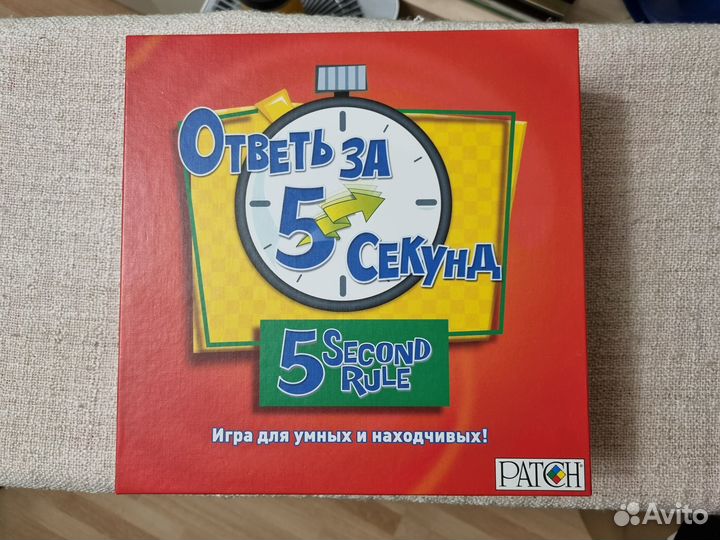 Ответь за
5
Секунд
5 Second
Rule
Игра для умных и находчивых!
PATCH
Avito